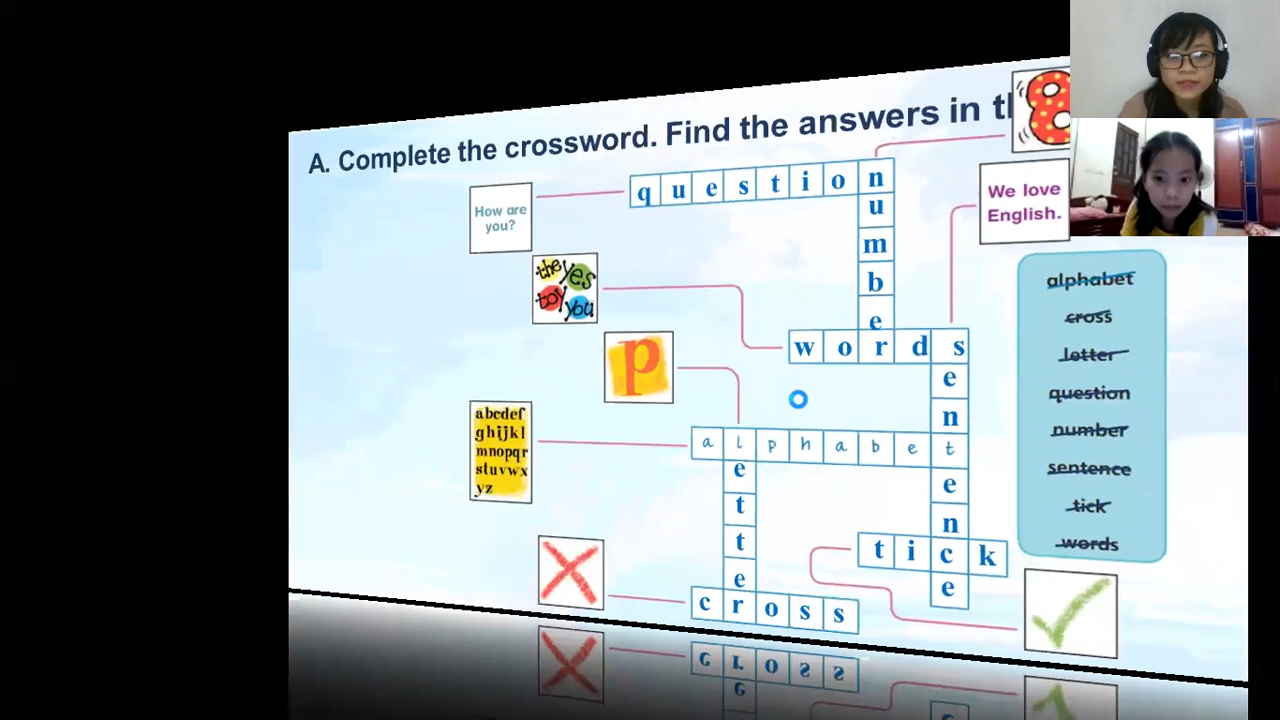 A. Complete the crossword. Find the answers in
8
question
number
How are
you?
We love
English.
the
yes
toy
you
words
sentence
p
abcdef
ghijkl
mnopqr
stuvwx
yz
alphabet
letter
tick
cross
alphabet
cross
letter
question
number
sentence
tick
words